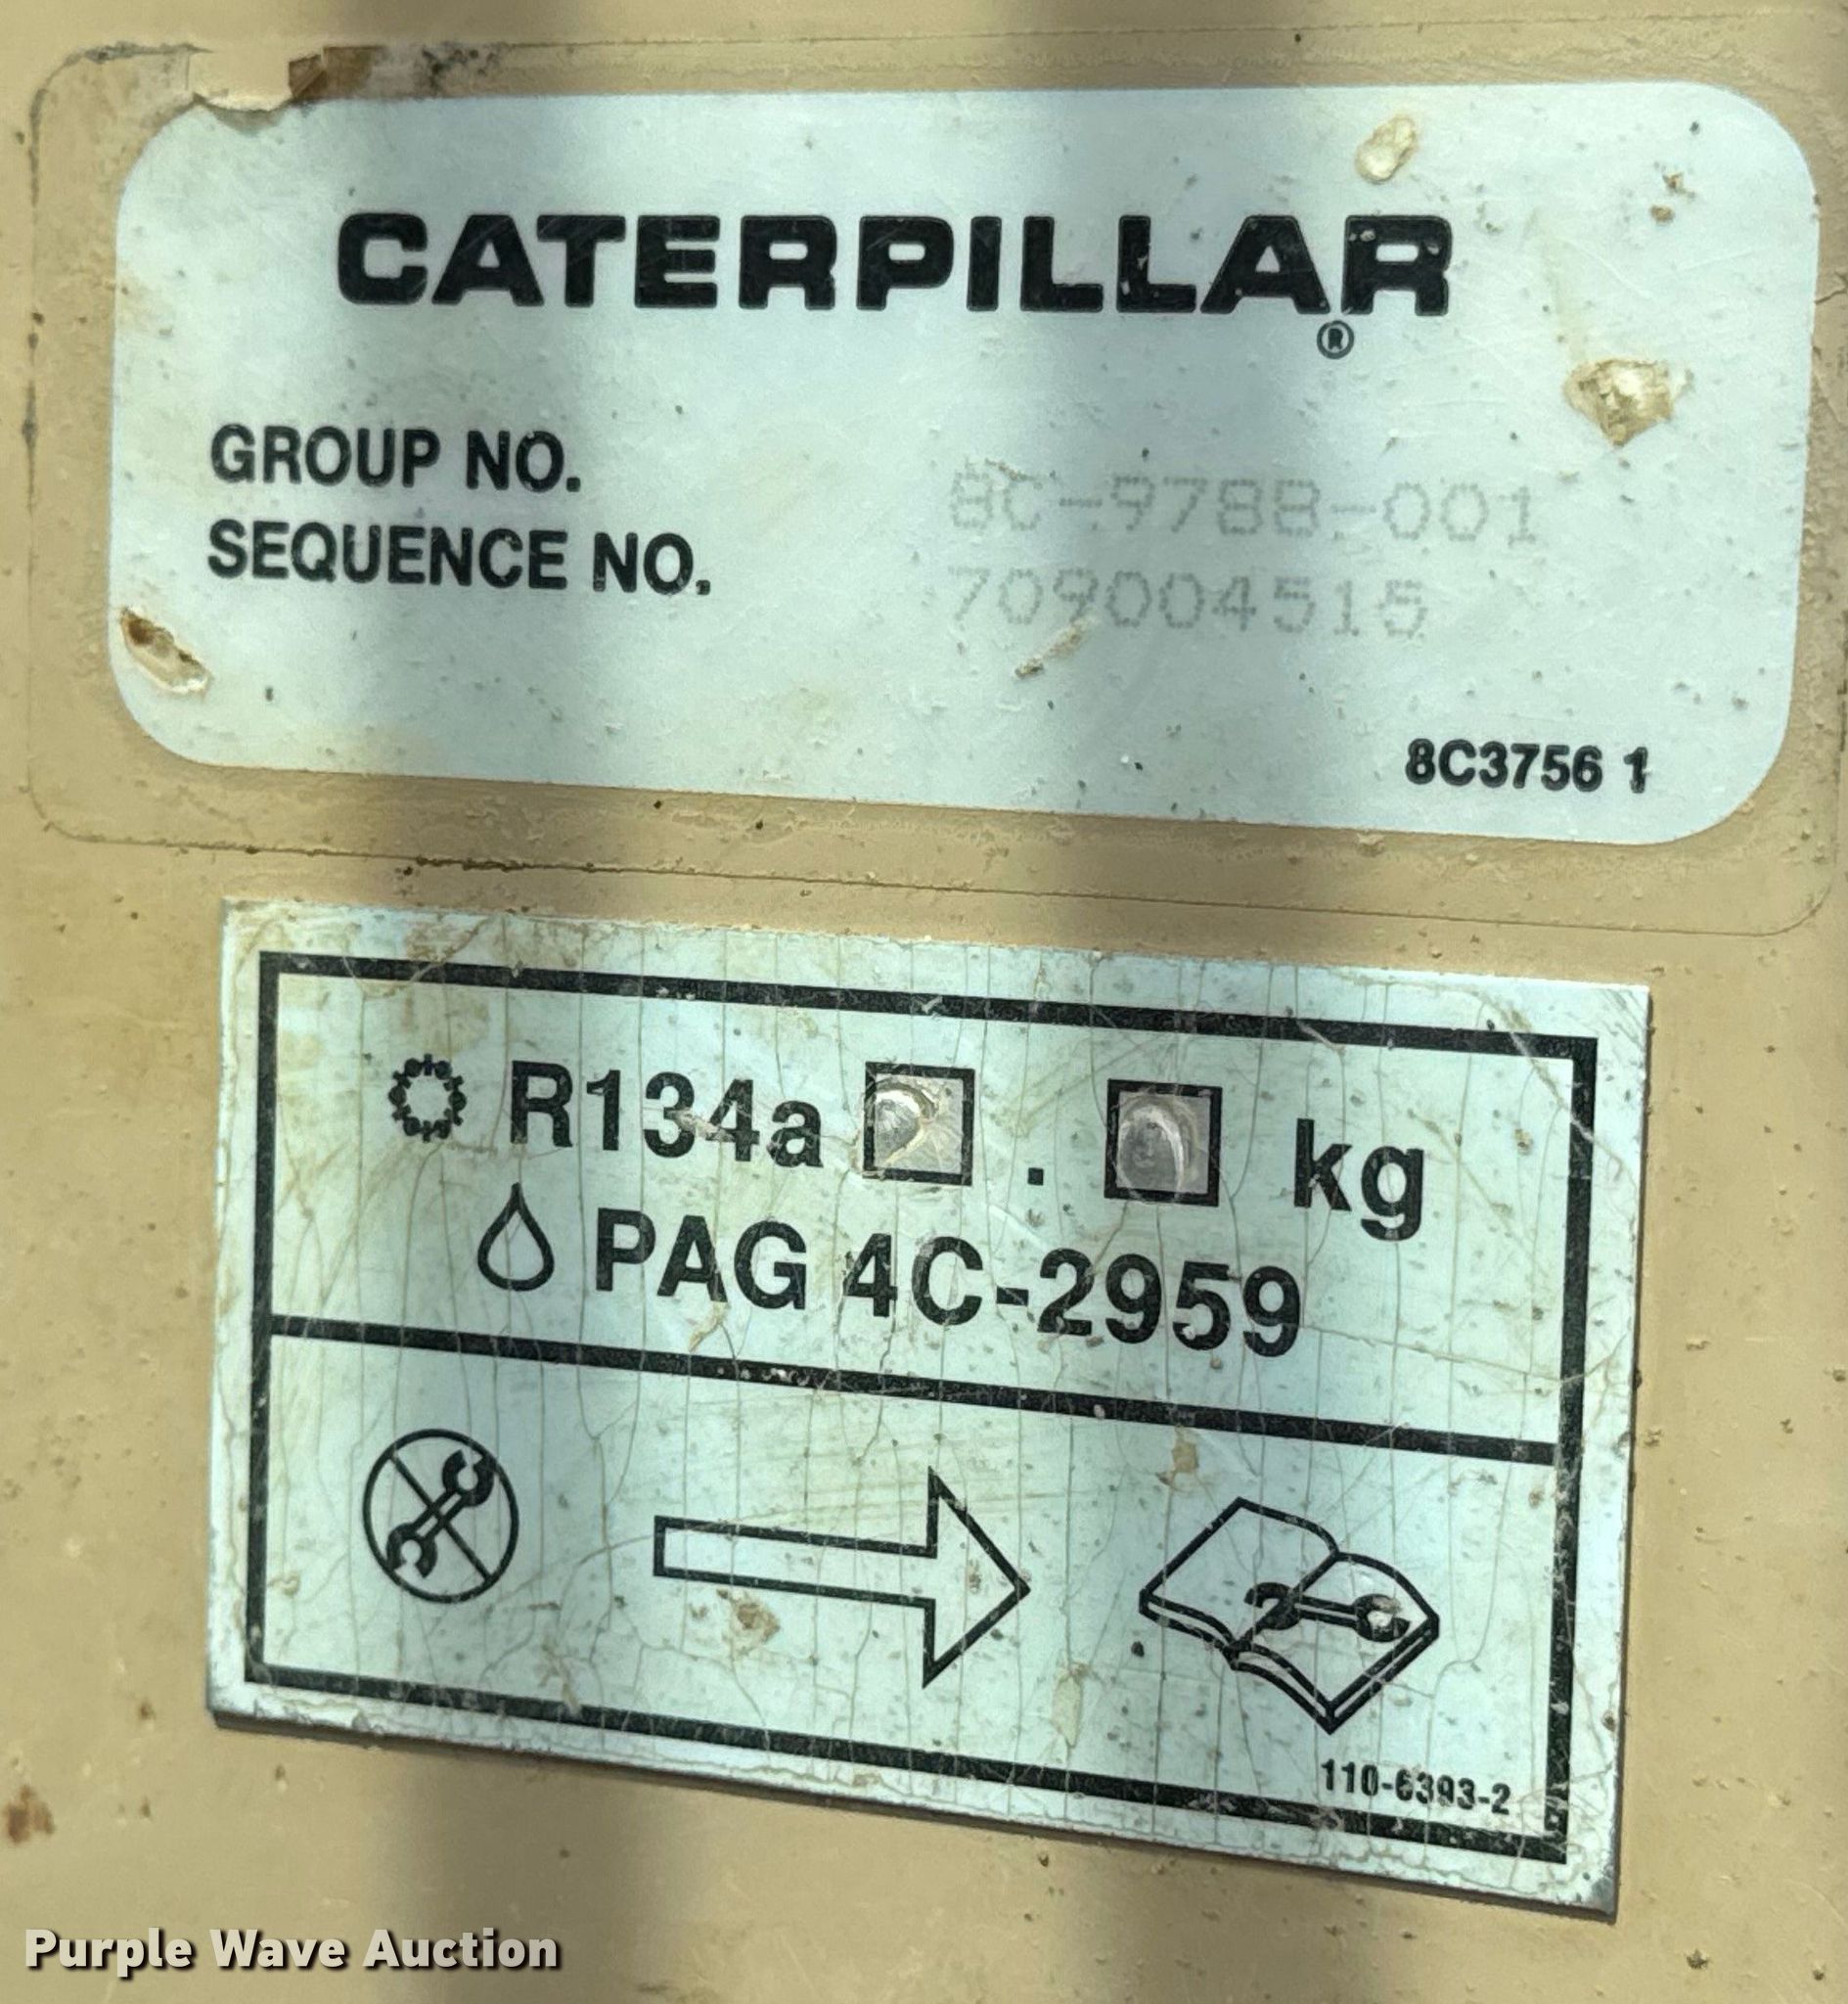 CATERPILLAR®
GROUP NO. 8C-9788-001
SEQUENCE NO. 709004515
8C3756 1
R134a . kg
PAG 4C-2959
110-6393-2
Purple Wave Auction